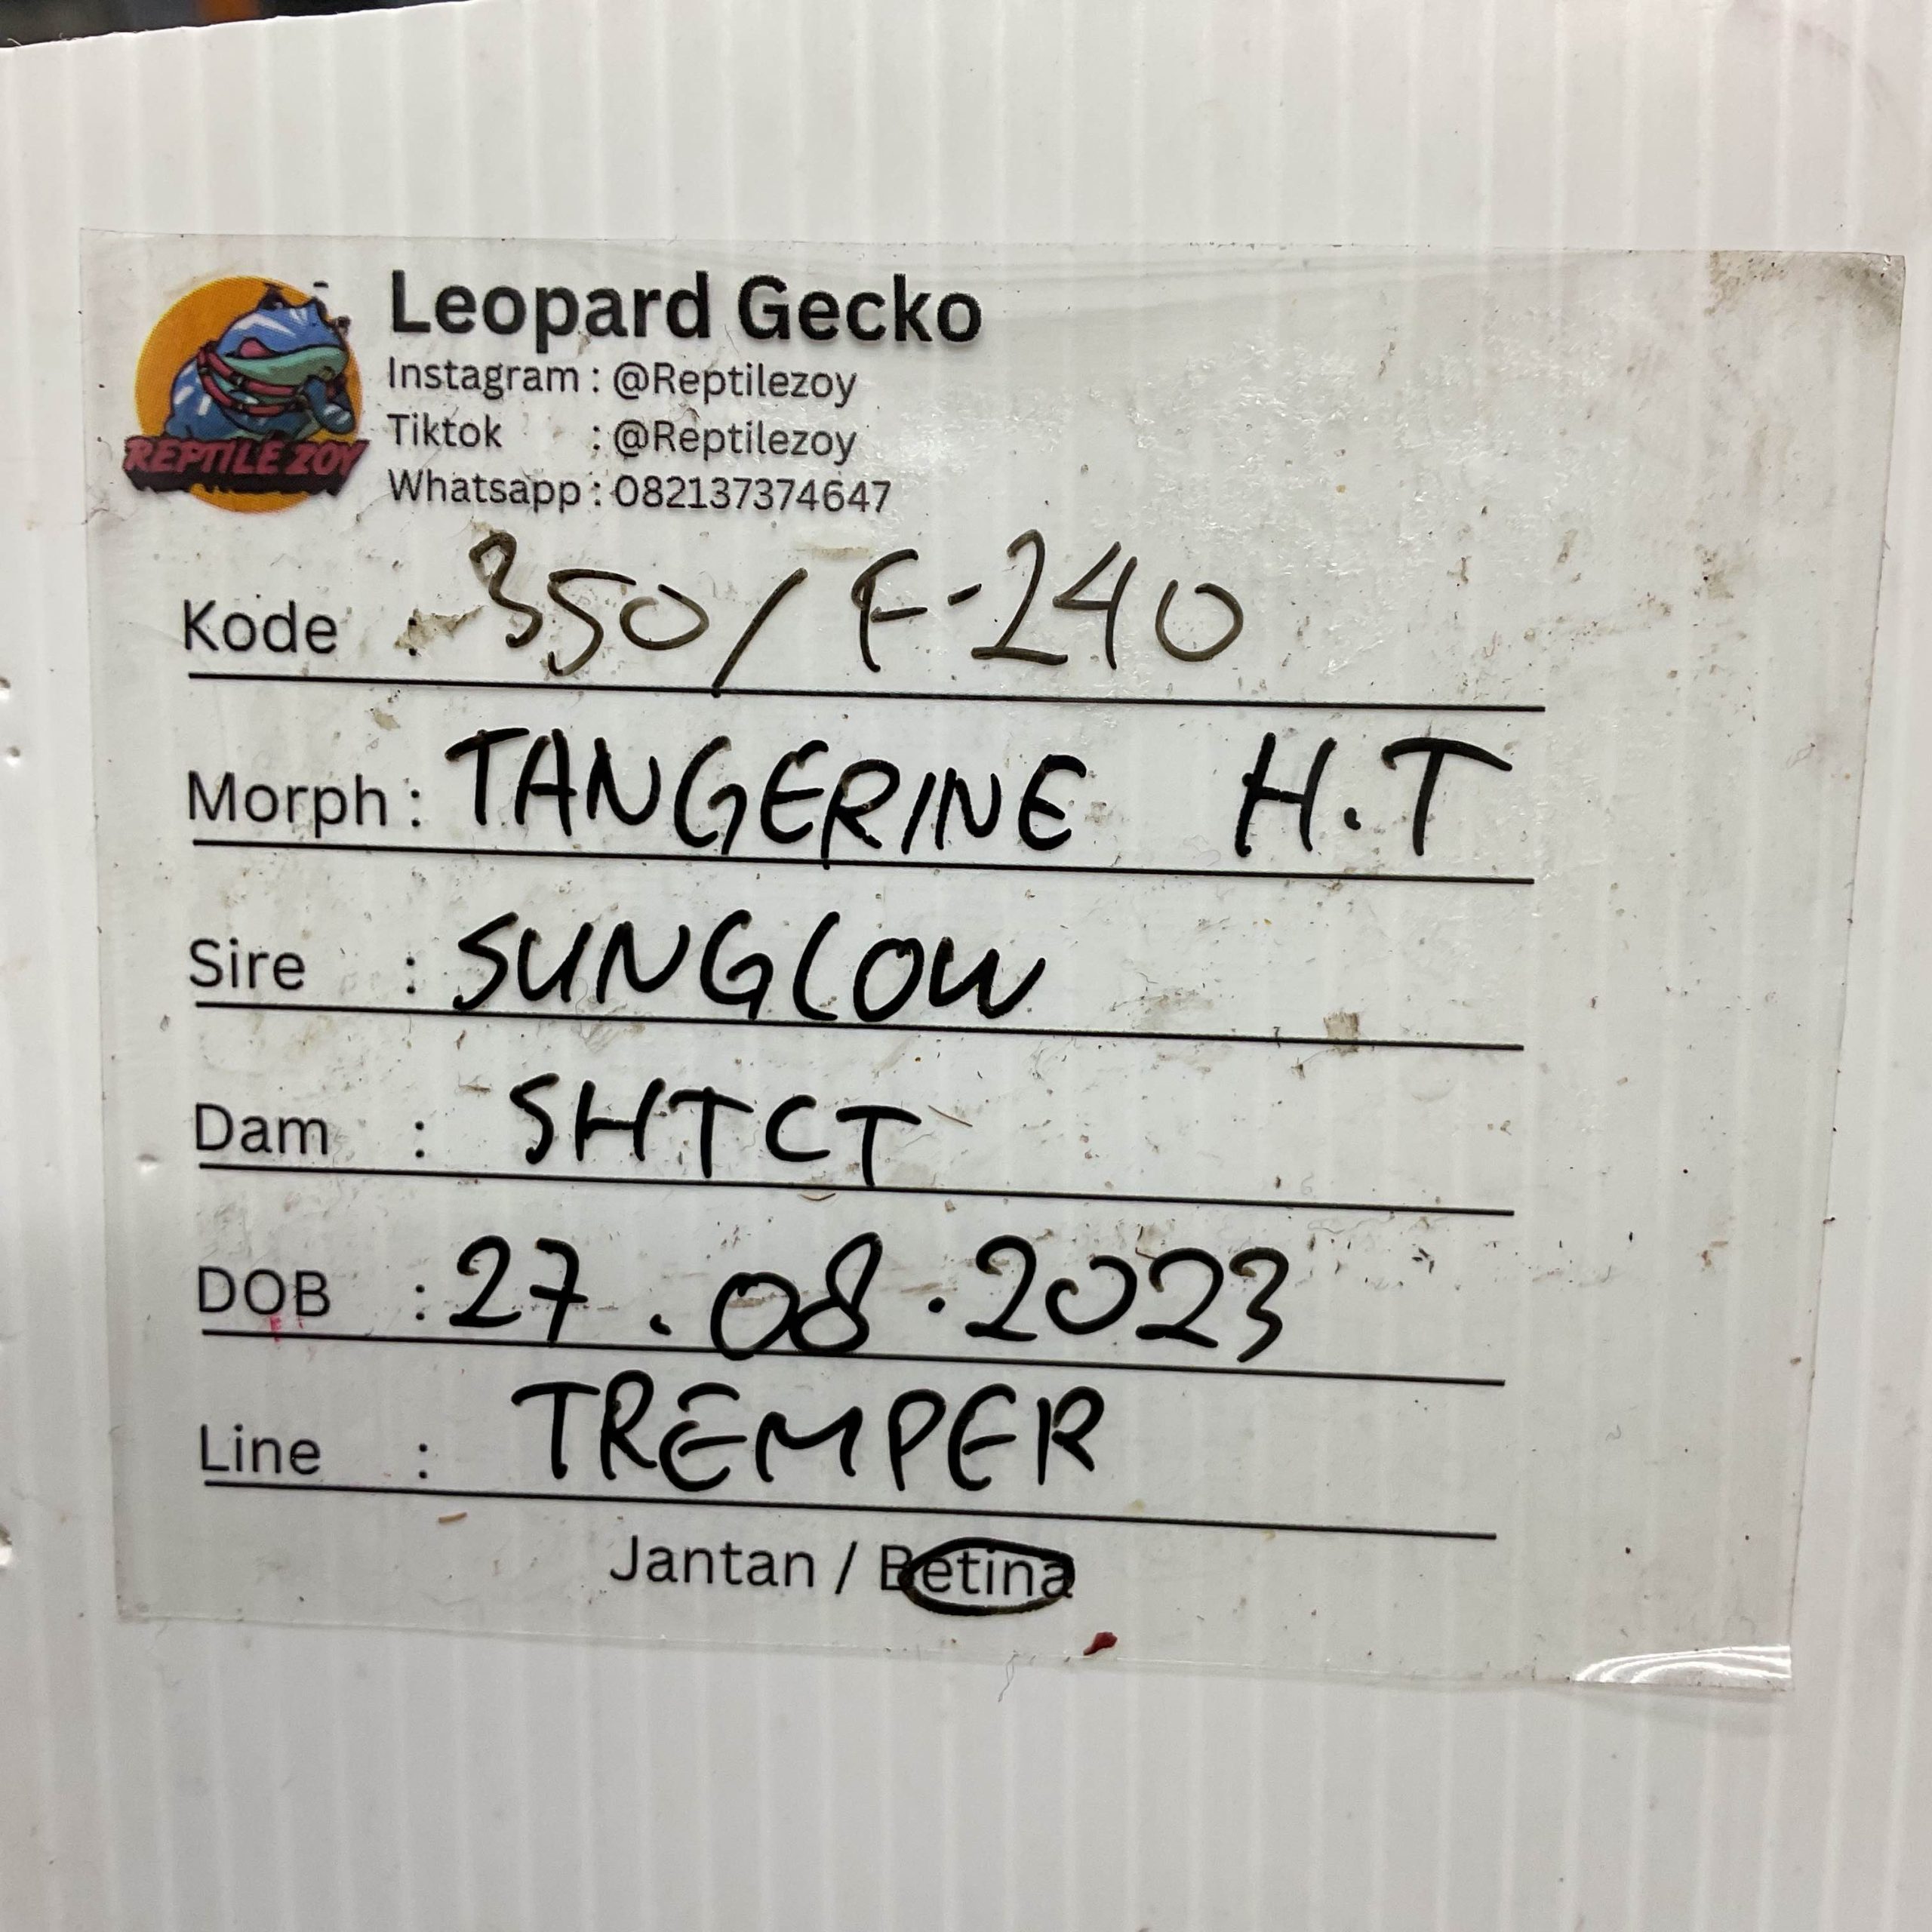 REPTILE ZOY
Leopard Gecko
Instagram : @Reptilezoy
Tiktok : @Reptilezoy
Whatsapp : 082137374647
Kode : 350/F-240
Morph : TANGERINE H.T
Sire : SUNGLOW
Dam : SHTCT
DOB : 27.08.2023
Line : TREMPER
Jantan / Betina